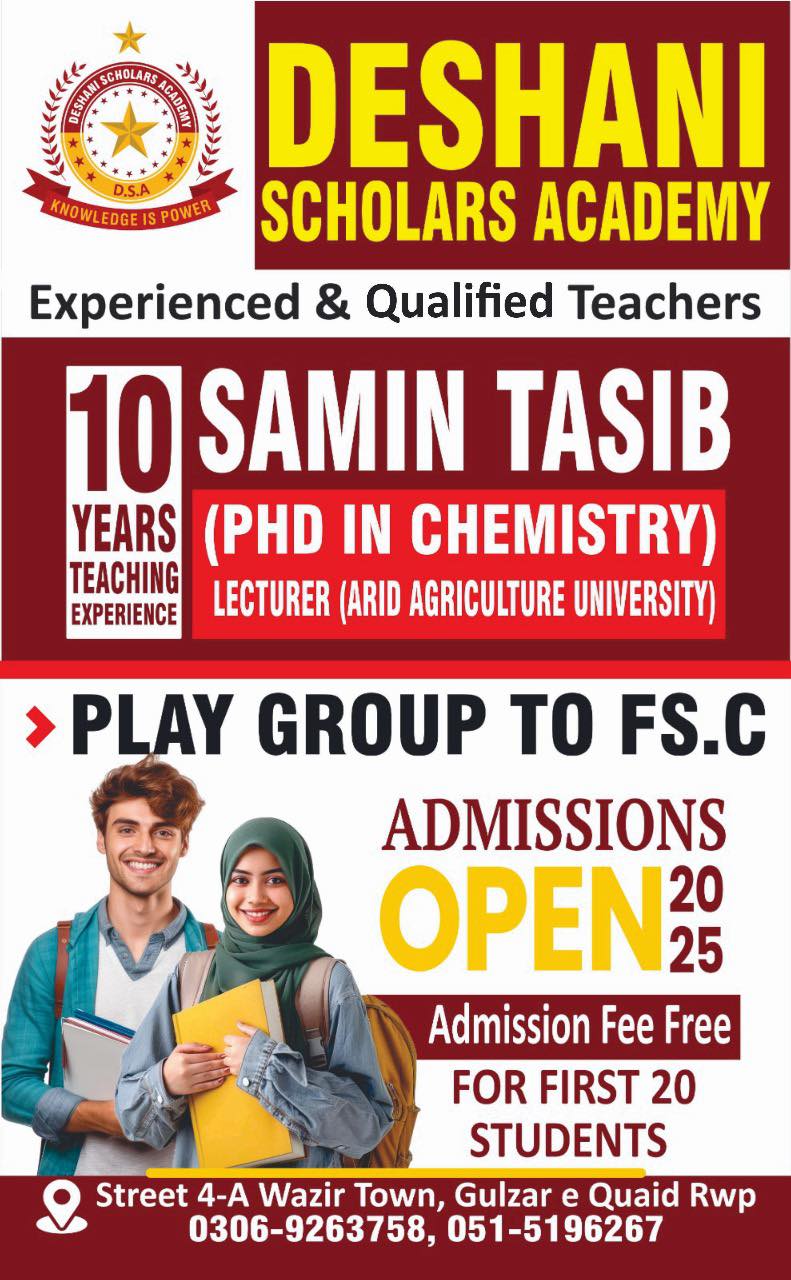 DESHANI SCHOLARS ACADEMY
D.S.A
KNOWLEDGE IS POWER
DESHANI
SCHOLARS ACADEMY
Experienced & Qualified Teachers
10
YEARS
TEACHING
EXPERIENCE
SAMIN TASIB
(PHD IN CHEMISTRY)
LECTURER (ARID AGRICULTURE UNIVERSITY)
PLAY GROUP TO FS.C
ADMISSIONS
OPEN 20
25
Admission Fee Free
FOR FIRST 20
STUDENTS
Street 4-A Wazir Town, Gulzar e Quaid Rwp
0306-9263758, 051-5196267